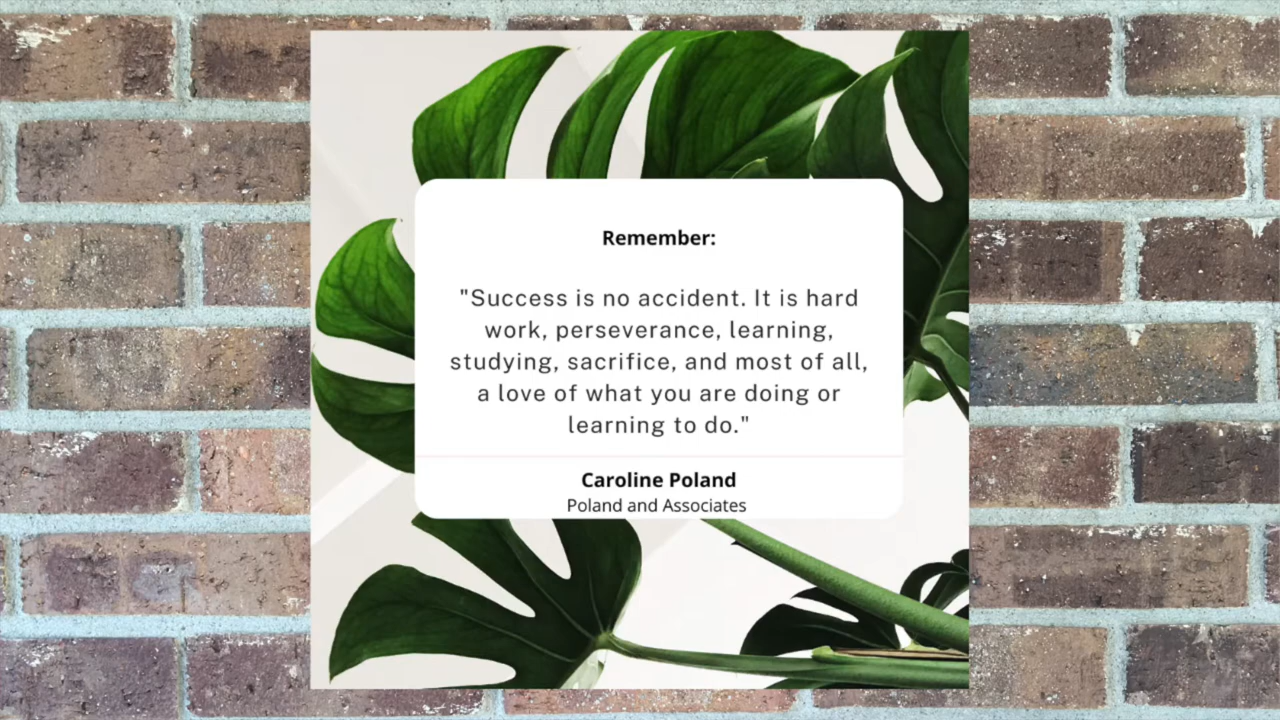 Remember:
"Success is no accident. It is hard
work, perseverance, learning,
studying, sacrifice, and most of all,
a love of what you are doing or
learning to do."
Caroline Poland
Poland and Associates